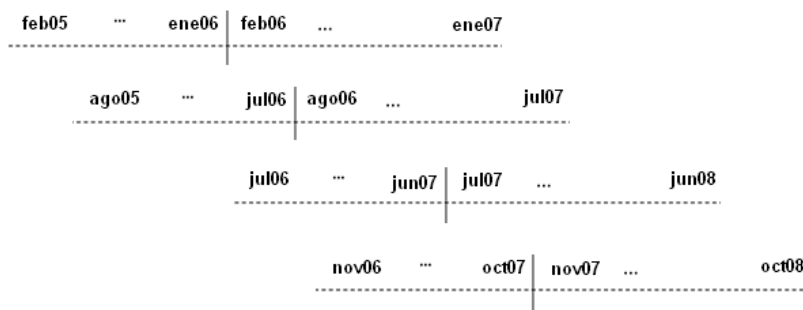 feb05 ... ene06 feb06 ... ene07
ago05 ... jul06 ago06 ... jul07
jul06 ... jun07 jul07 ... jun08
nov06 ... oct07 nov07 ... oct08